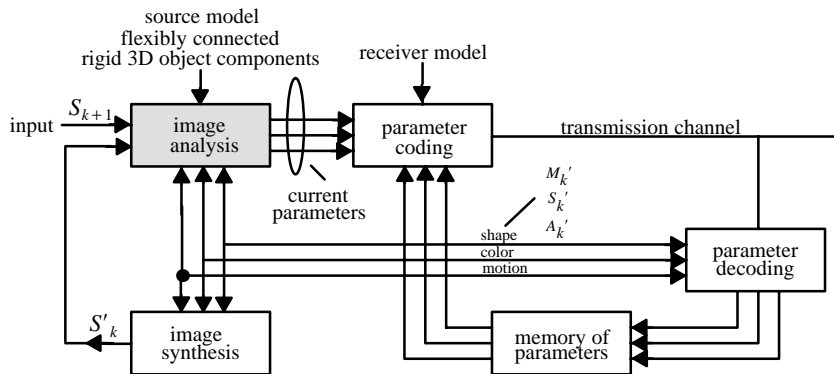 source model
flexibly connected
rigid 3D object components
receiver model
input
S_{k+1}
image
analysis
parameter
coding
transmission channel
current
parameters
M_k'
S_k'
A_k'
shape
color
motion
parameter
decoding
S'_k
image
synthesis
memory of
parameters